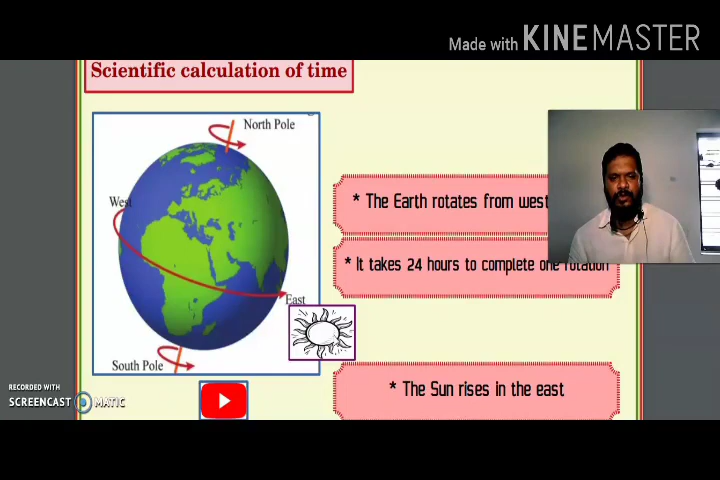 Made with KINEMASTER
Scientific calculation of time
North Pole
West
East
South Pole
* The Earth rotates from west
* It takes 24 hours to complete one rotation
* The Sun rises in the east
RECORDED WITH
SCREENCAST MATIC